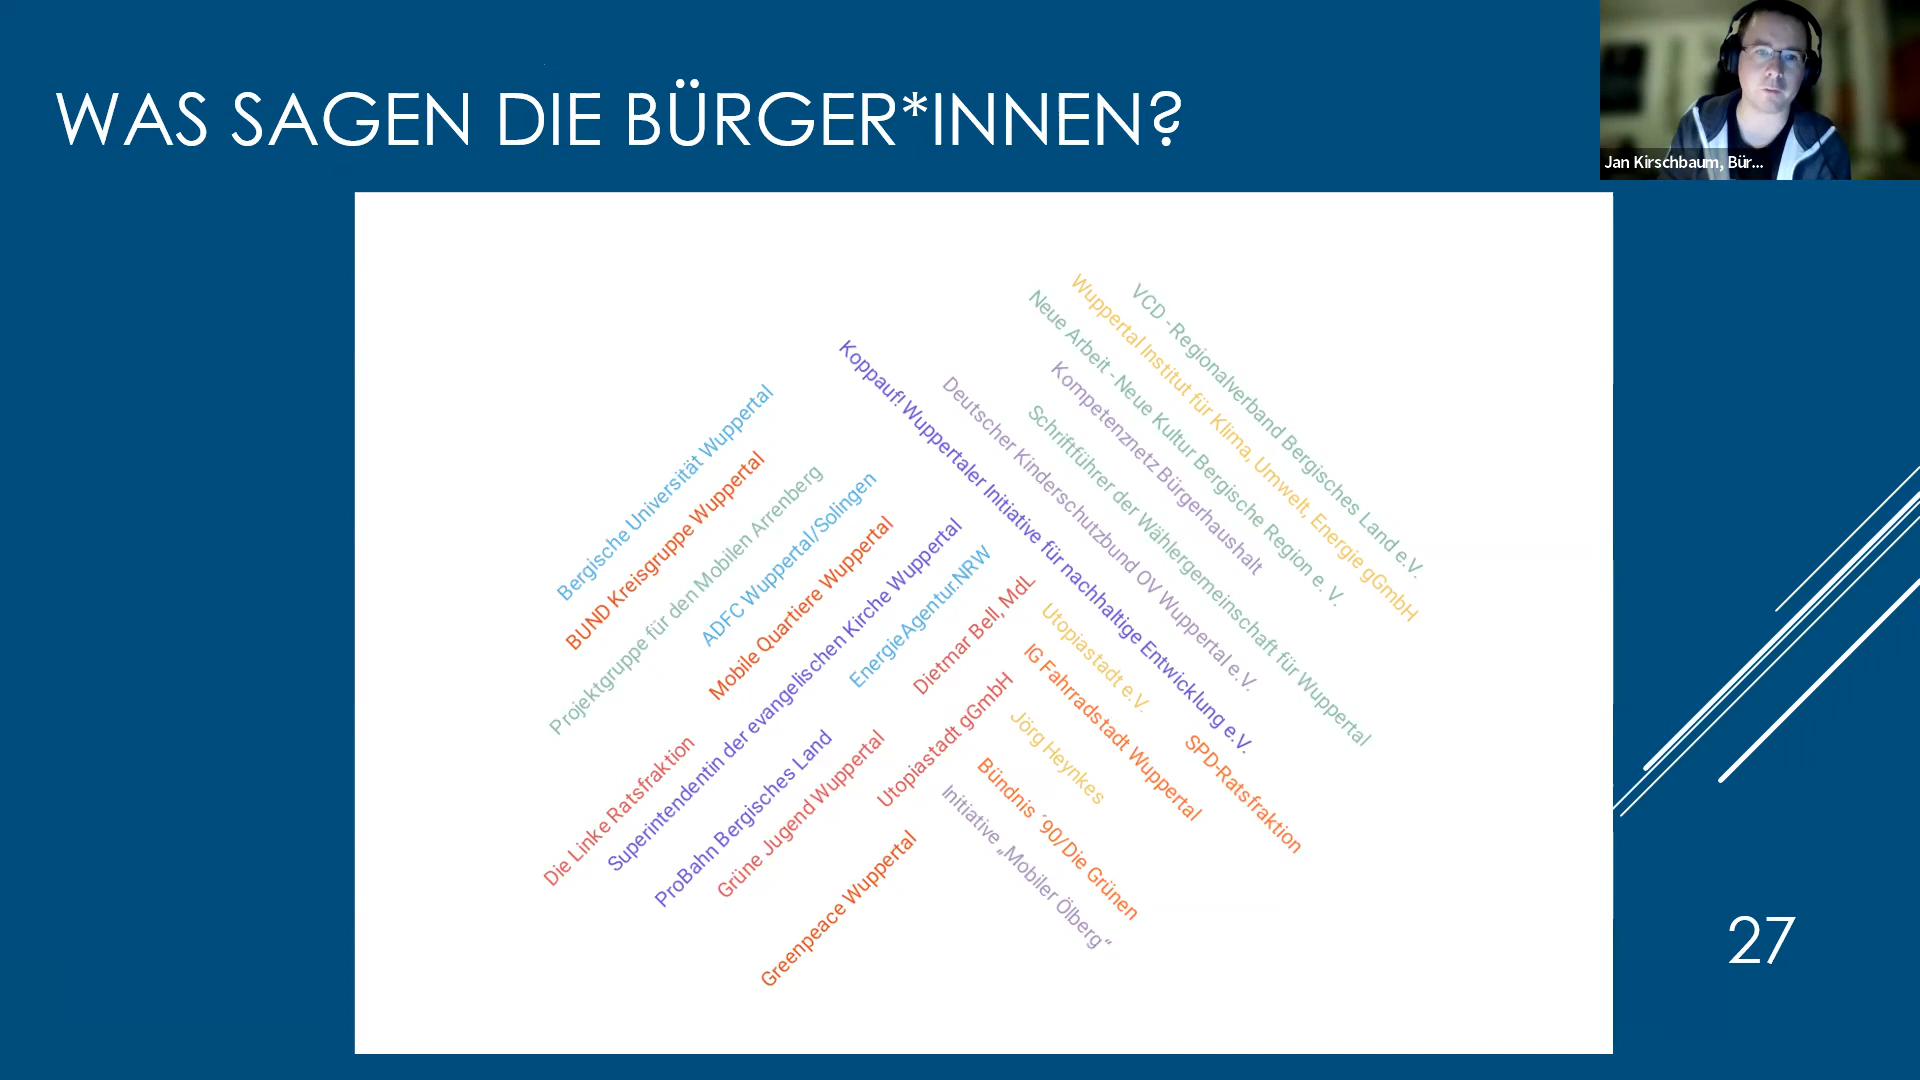 WAS SAGEN DIE BÜRGER*INNEN?
Jan Kirschbaum, Bür...
Bergische Universität Wuppertal
BUND Kreisgruppe Wuppertal
Projektgruppe für den Mobilen Arrenberg
ADFC Wuppertal/Solingen
Mobile Quartiere Wuppertal
Superintendentin der evangelischen Kirche Wuppertal
EnergieAgentur.NRW
Dietmar Bell, MdL
Die Linke Ratsfraktion
ProBahn Bergisches Land
Grüne Jugend Wuppertal
Utopiastadt gGmbH
Greenpeace Wuppertal
VCD - Regionalverband Bergisches Land e.V.
Wuppertal Institut für Klima, Umwelt, Energie gGmbH
Neue Arbeit - Neue Kultur Bergische Region e. V.
Kompetenznetz Bürgerhaushalt
Schriftführer der Wählergemeinschaft für Wuppertal
Deutscher Kinderschutzbund OV Wuppertal e.V.
Koppauf! Wuppertaler Initiative für nachhaltige Entwicklung e.V.
Utopiastadt e.V.
IG Fahrradstadt Wuppertal
SPD-Ratsfraktion
Jörg Heynkes
Bündnis ´90/Die Grünen
Initiative „Mobiler Ölberg“
27